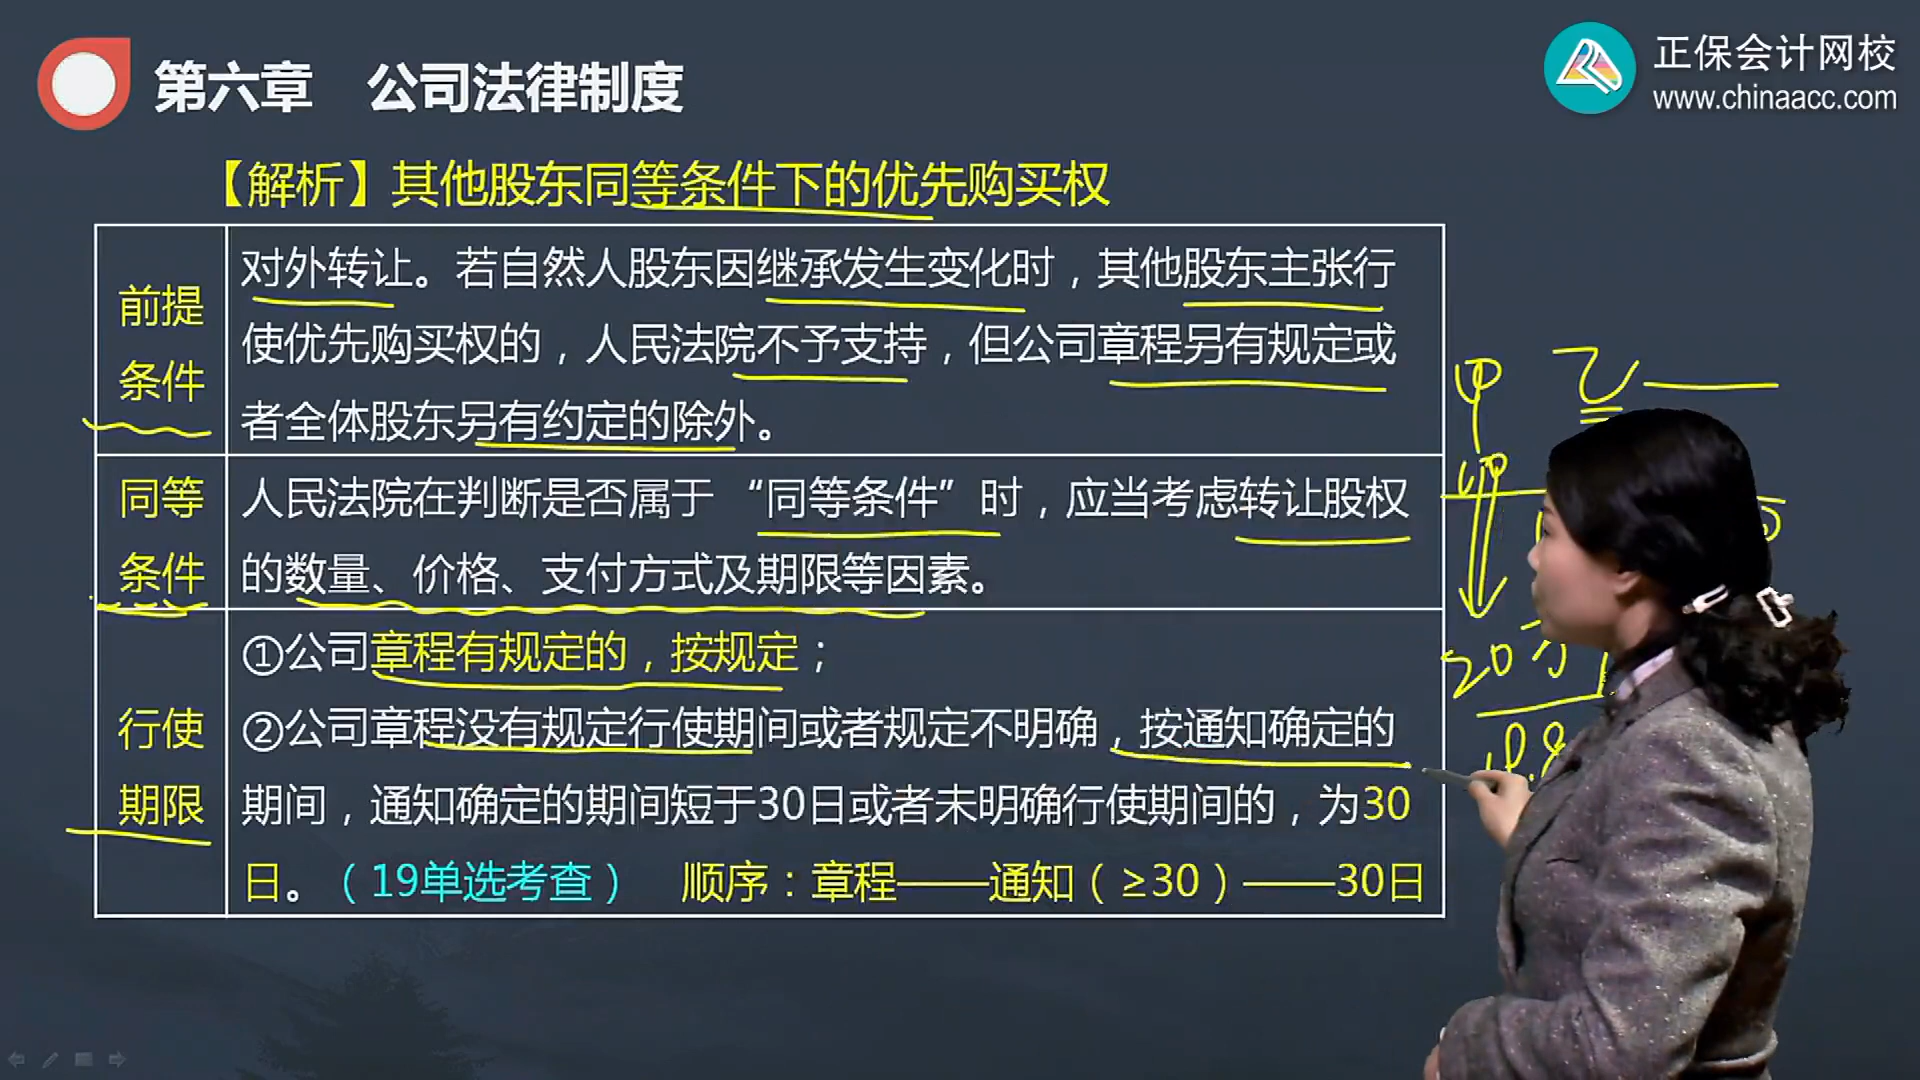 第六章 公司法律制度
正保会计网校
www.chinaacc.com
【解析】其他股东同等条件下的优先购买权
前提
条件
对外转让。若自然人股东因继承发生变化时，其他股东主张行
使优先购买权的，人民法院不予支持，但公司章程另有规定或
者全体股东另有约定的除外。
同等
条件
人民法院在判断是否属于“同等条件”时，应当考虑转让股权
的数量、价格、支付方式及期限等因素。
行使
期限
①公司章程有规定的，按规定；
②公司章程没有规定行使期间或者规定不明确，按通知确定的
期间，通知确定的期间短于30日或者未明确行使期间的，为30
日。（19单选考查） 顺序：章程——通知（≥30）——30日
甲 乙
20